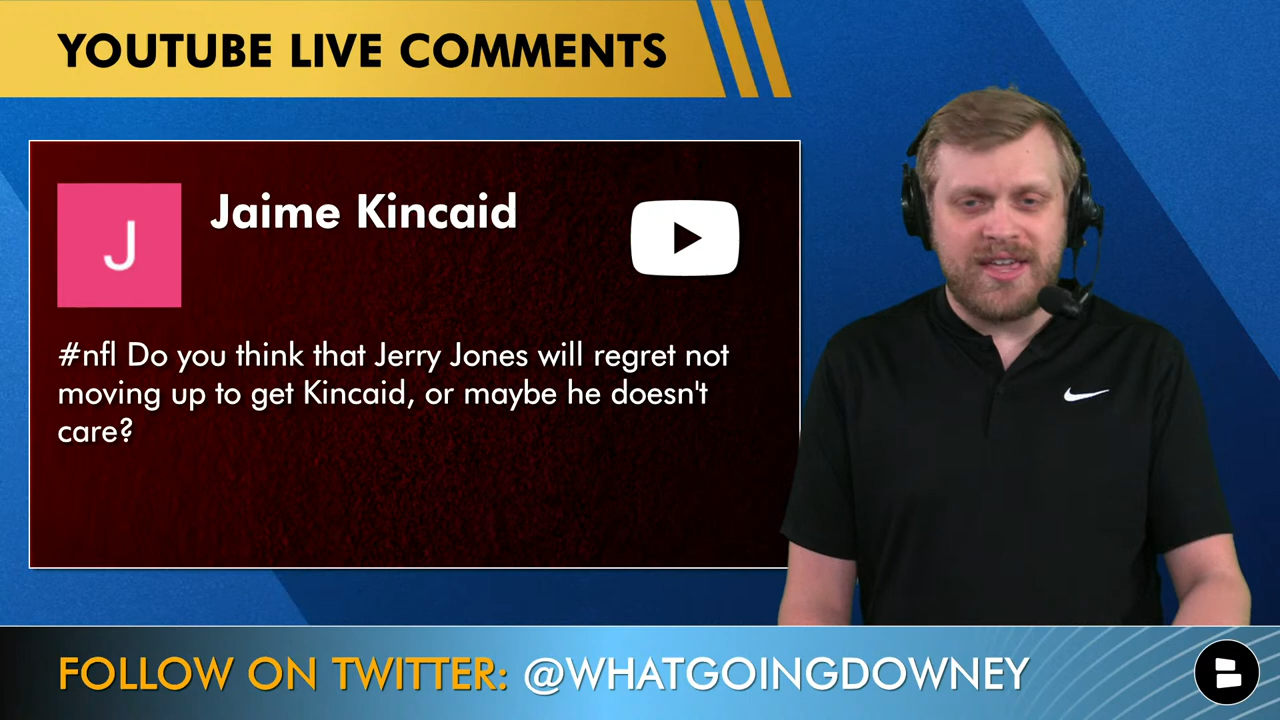 YOUTUBE LIVE COMMENTS
J
Jaime Kincaid
#nfl Do you think that Jerry Jones will regret not
moving up to get Kincaid, or maybe he doesn't
care?
FOLLOW ON TWITTER: @WHATGOINGDOWNEY